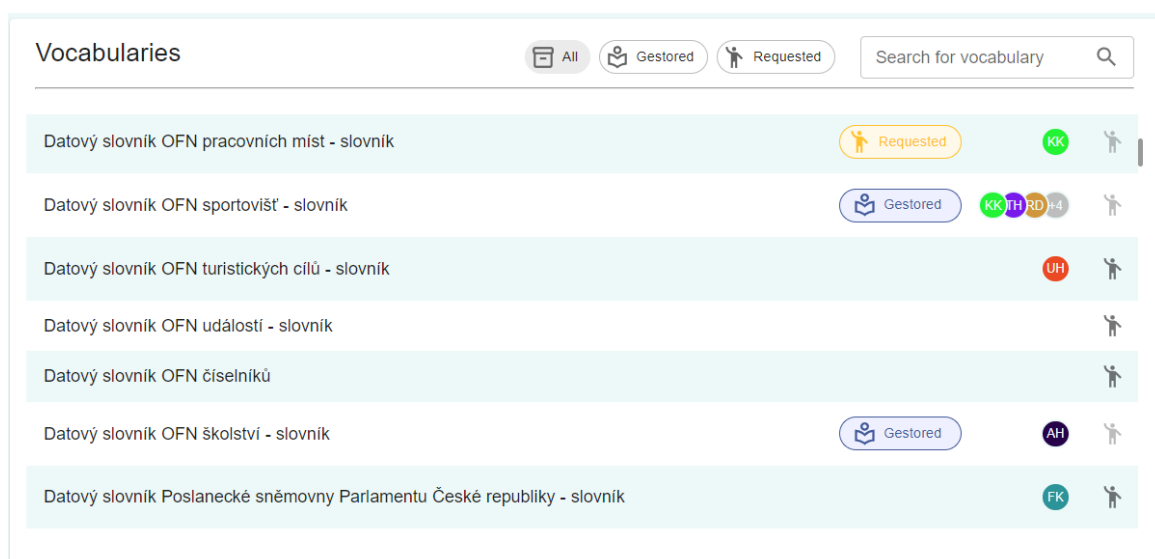 Vocabularies All Gestored Requested Search for vocabulary
Datový slovník OFN pracovních míst - slovník Requested KK
Datový slovník OFN sportovišť - slovník Gestored KK TH RD +4
Datový slovník OFN turistických cílů - slovník UH
Datový slovník OFN událostí - slovník
Datový slovník OFN číselníků
Datový slovník OFN školství - slovník Gestored AH
Datový slovník Poslanecké sněmovny Parlamentu České republiky - slovník FK